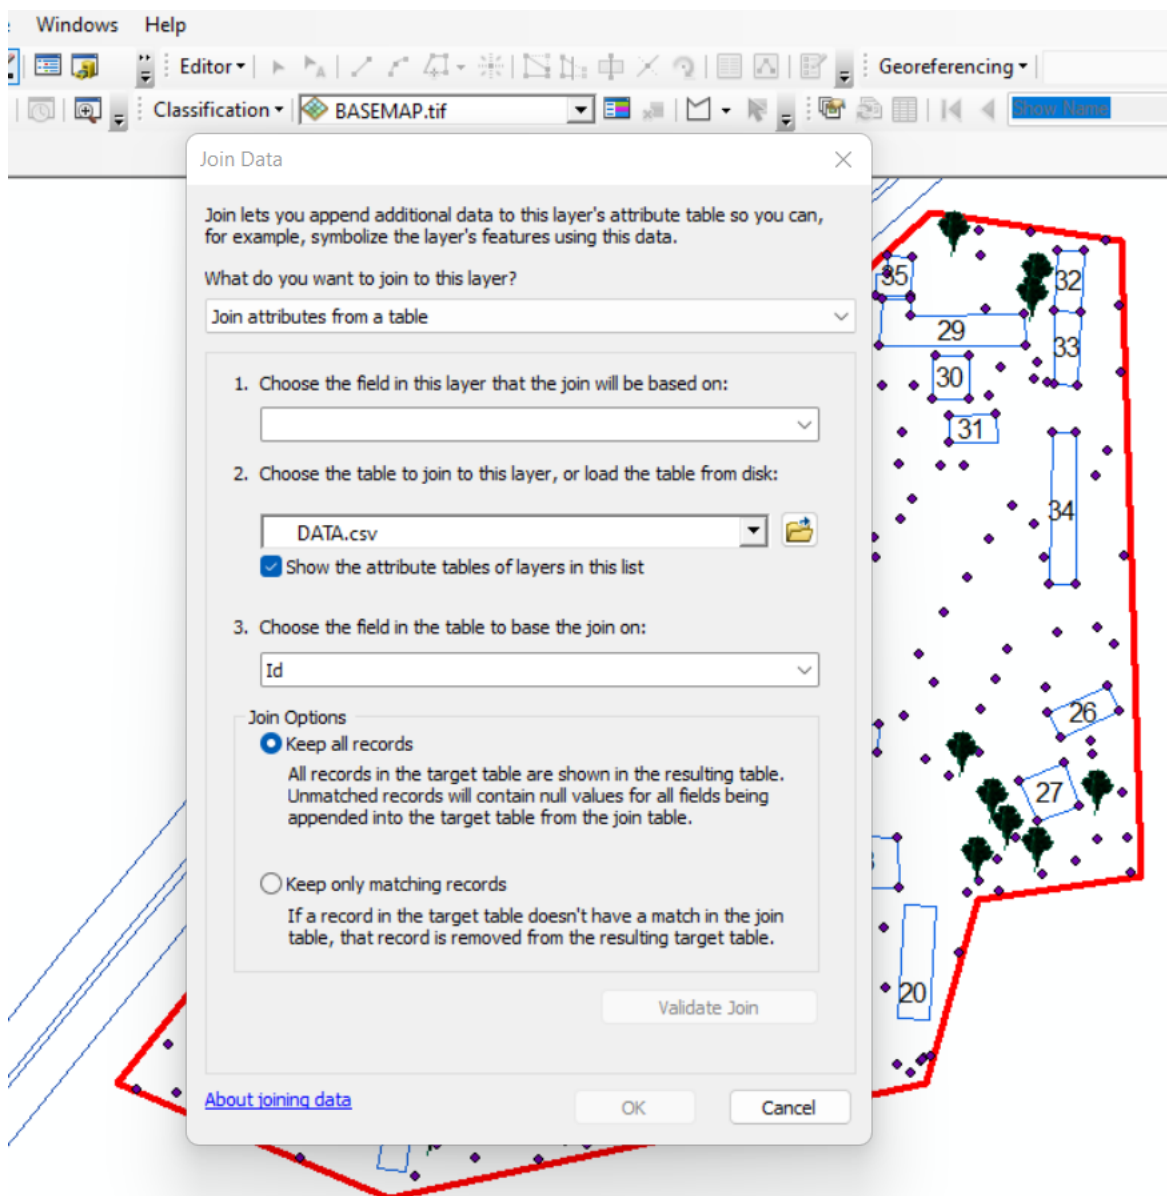 Windows Help
Editor Georeferencing
Classification BASEMAP.tif Show Name
Join Data
Join lets you append additional data to this layer's attribute table so you can,
for example, symbolize the layer's features using this data.
What do you want to join to this layer?
Join attributes from a table
1. Choose the field in this layer that the join will be based on:
2. Choose the table to join to this layer, or load the table from disk:
DATA.csv
Show the attribute tables of layers in this list
3. Choose the field in the table to base the join on:
Id
Join Options
Keep all records
All records in the target table are shown in the resulting table.
Unmatched records will contain null values for all fields being
appended into the target table from the join table.
Keep only matching records
If a record in the target table doesn't have a match in the join
table, that record is removed from the resulting target table.
Validate Join
About joining data
OK Cancel
35
32
29
33
30
31
34
26
27
20